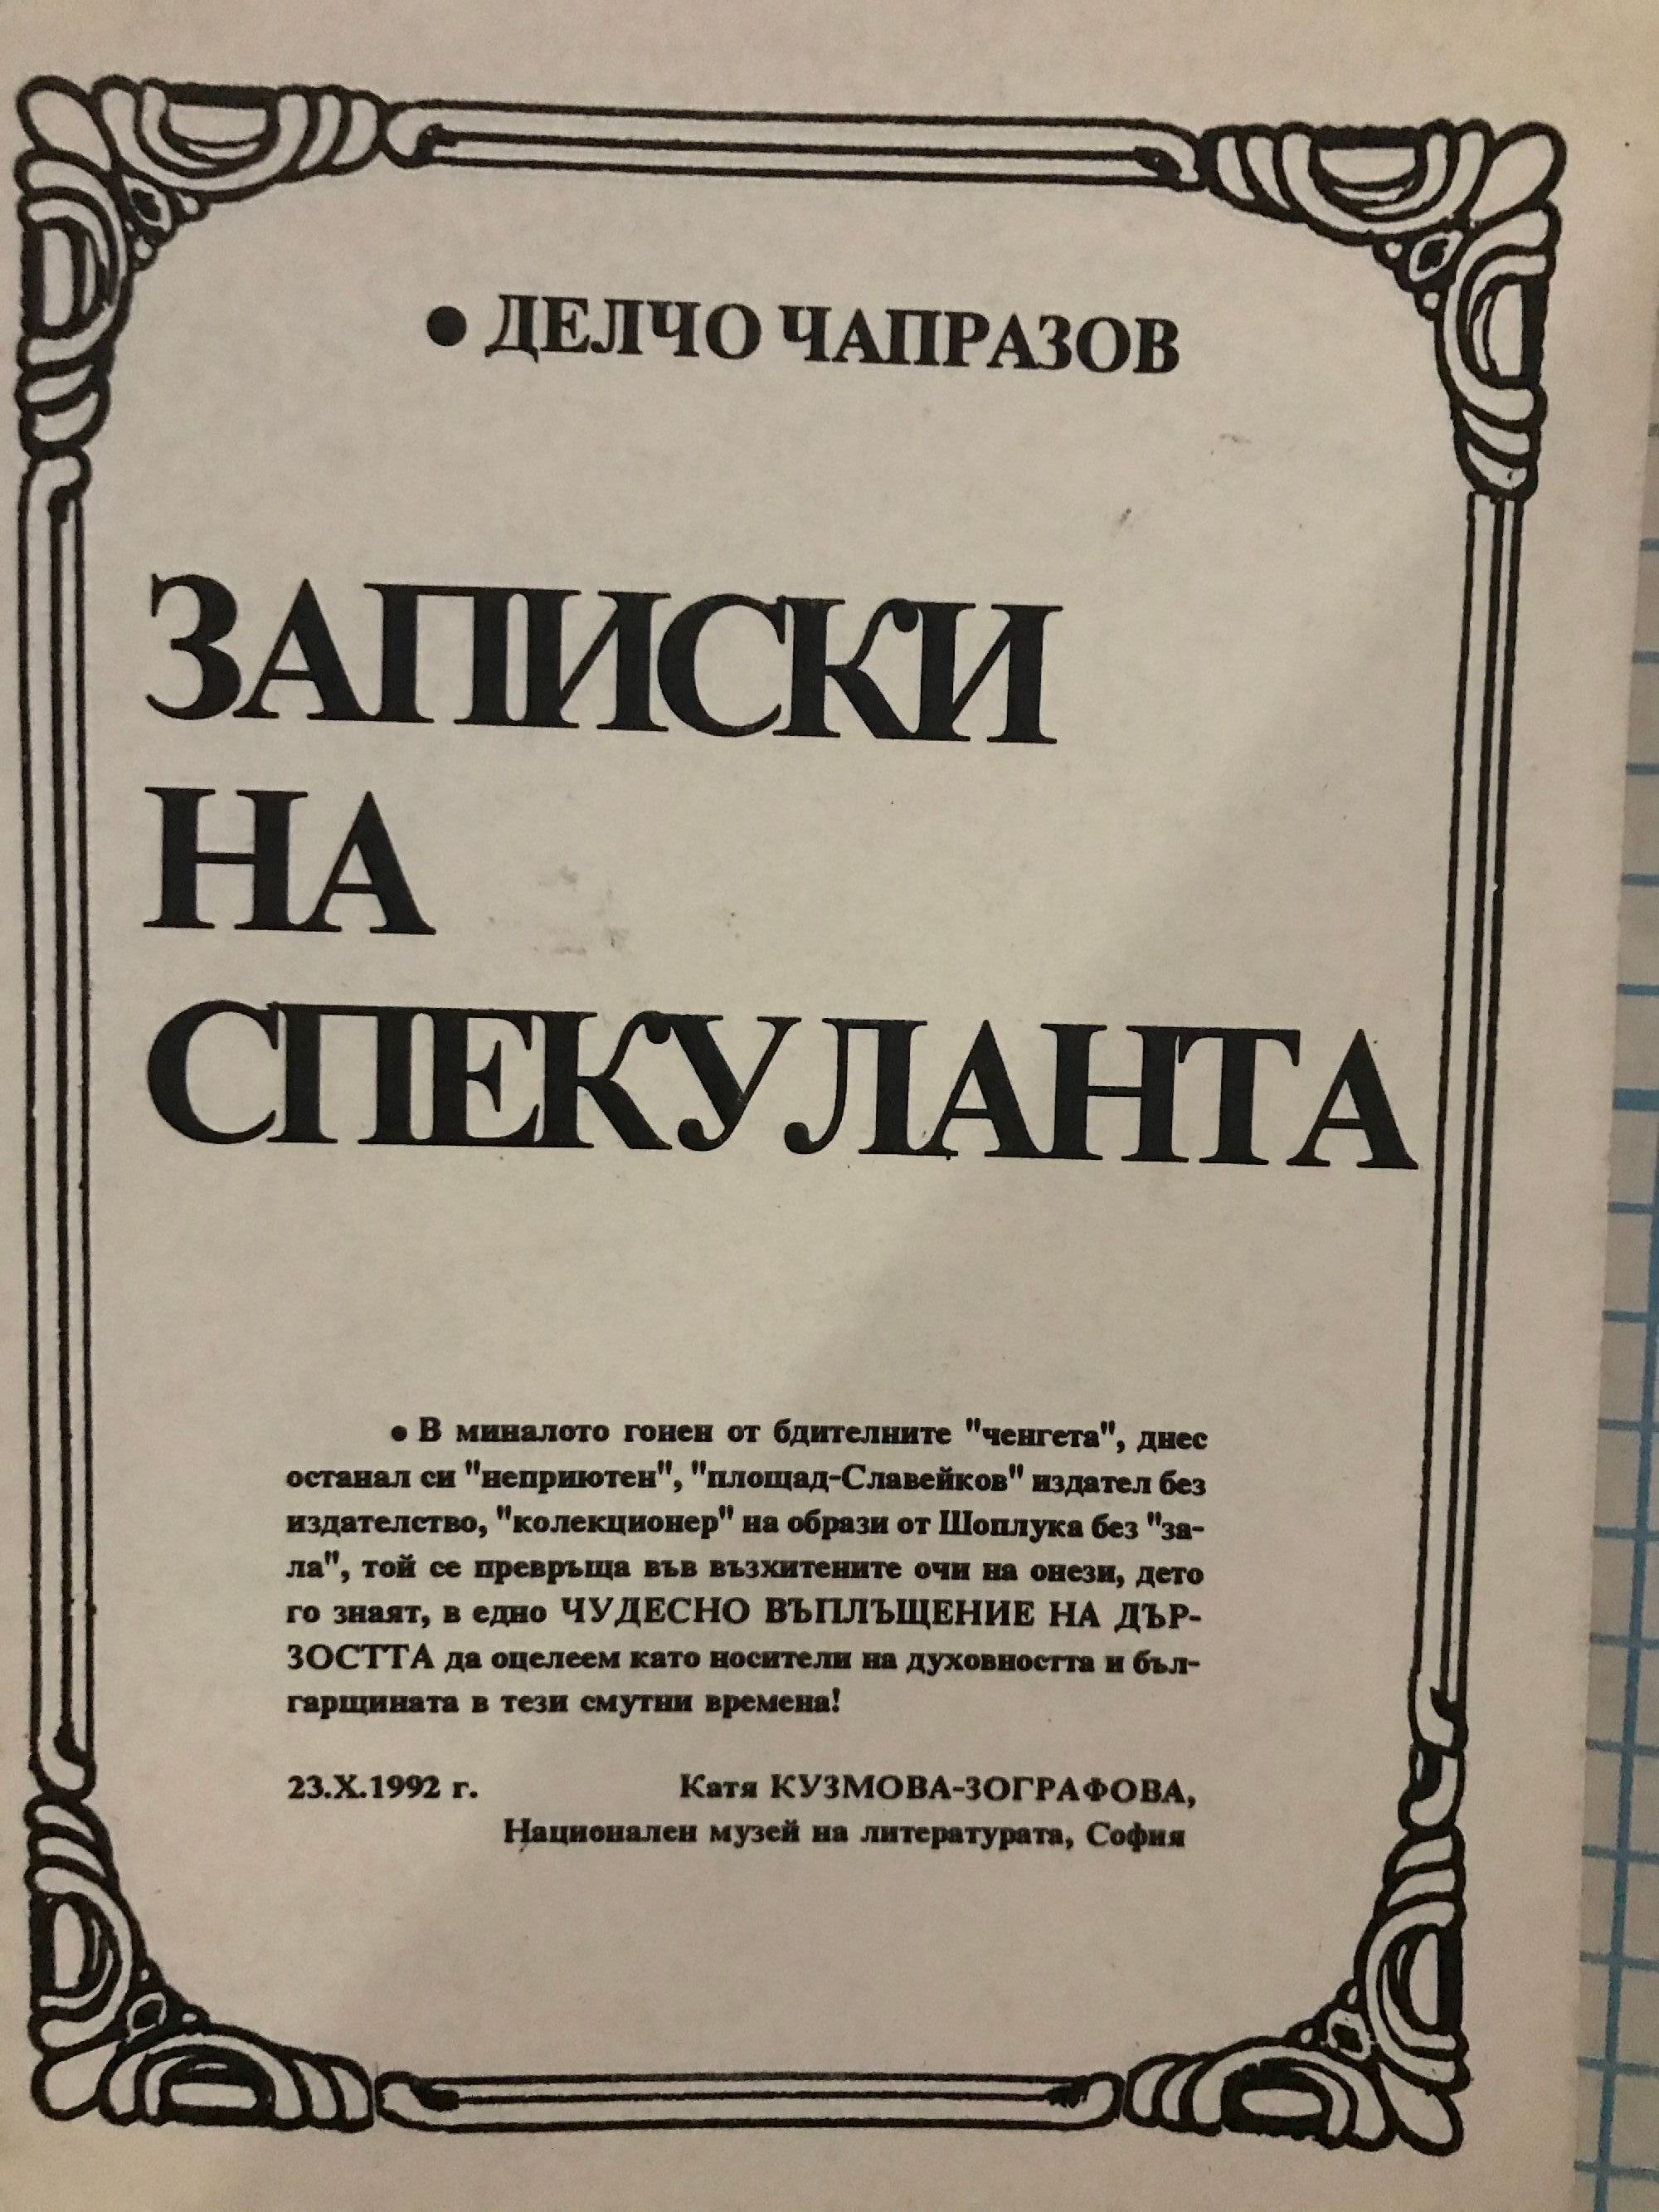 • ДЕЛЧО ЧАПРАЗОВ
ЗАПИСКИ
НА
СПЕКУЛАНТА
• В миналото гонен от бдителните "ченгета", днес
останал си "неприютен", "площад-Славейков" издател без
издателство, "колекционер" на образи от Шоплука без "за-
ла", той се превръща във възхитените очи на онези, дето
го знаят, в едно ЧУДЕСНО ВЪПЛЪЩЕНИЕ НА ДЪР-
ЗОСТТА да оцелеем като носители на духовността и бъл-
гарщината в тези смутни времена!
23.X.1992 г. Катя КУЗМОВА-ЗОГРАФОВА,
Национален музей на литературата, София